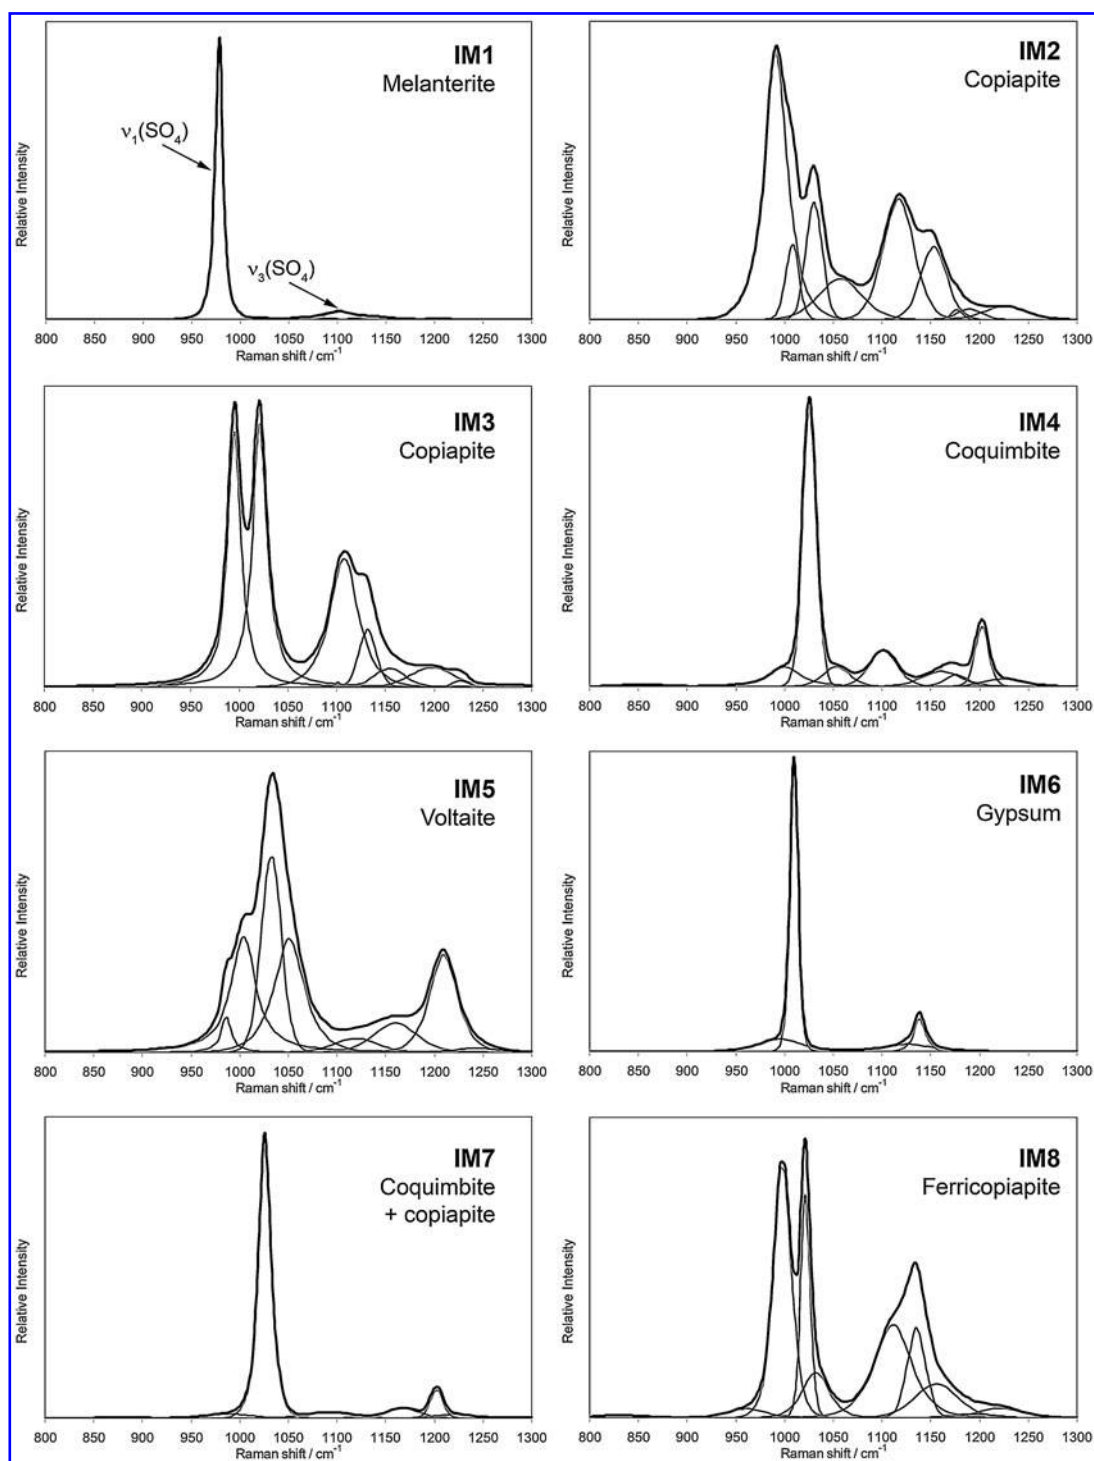 IM1
Melanterite
ν₁(SO₄)
ν₃(SO₄)
Relative Intensity
800 850 900 950 1000 1050 1100 1150 1200 1250 1300
Raman shift / cm⁻¹
IM2
Copiapite
Relative Intensity
800 850 900 950 1000 1050 1100 1150 1200 1250 1300
Raman shift / cm⁻¹
IM3
Copiapite
Relative Intensity
800 850 900 950 1000 1050 1100 1150 1200 1250 1300
Raman shift / cm⁻¹
IM4
Coquimbite
Relative Intensity
800 850 900 950 1000 1050 1100 1150 1200 1250 1300
Raman shift / cm⁻¹
IM5
Voltaite
Relative Intensity
800 850 900 950 1000 1050 1100 1150 1200 1250 1300
Raman shift / cm⁻¹
IM6
Gypsum
Relative Intensity
800 850 900 950 1000 1050 1100 1150 1200 1250 1300
Raman shift / cm⁻¹
IM7
Coquimbite
+ copiapite
Relative Intensity
800 850 900 950 1000 1050 1100 1150 1200 1250 1300
Raman shift / cm⁻¹
IM8
Ferricopiapite
Relative Intensity
800 850 900 950 1000 1050 1100 1150 1200 1250 1300
Raman shift / cm⁻¹